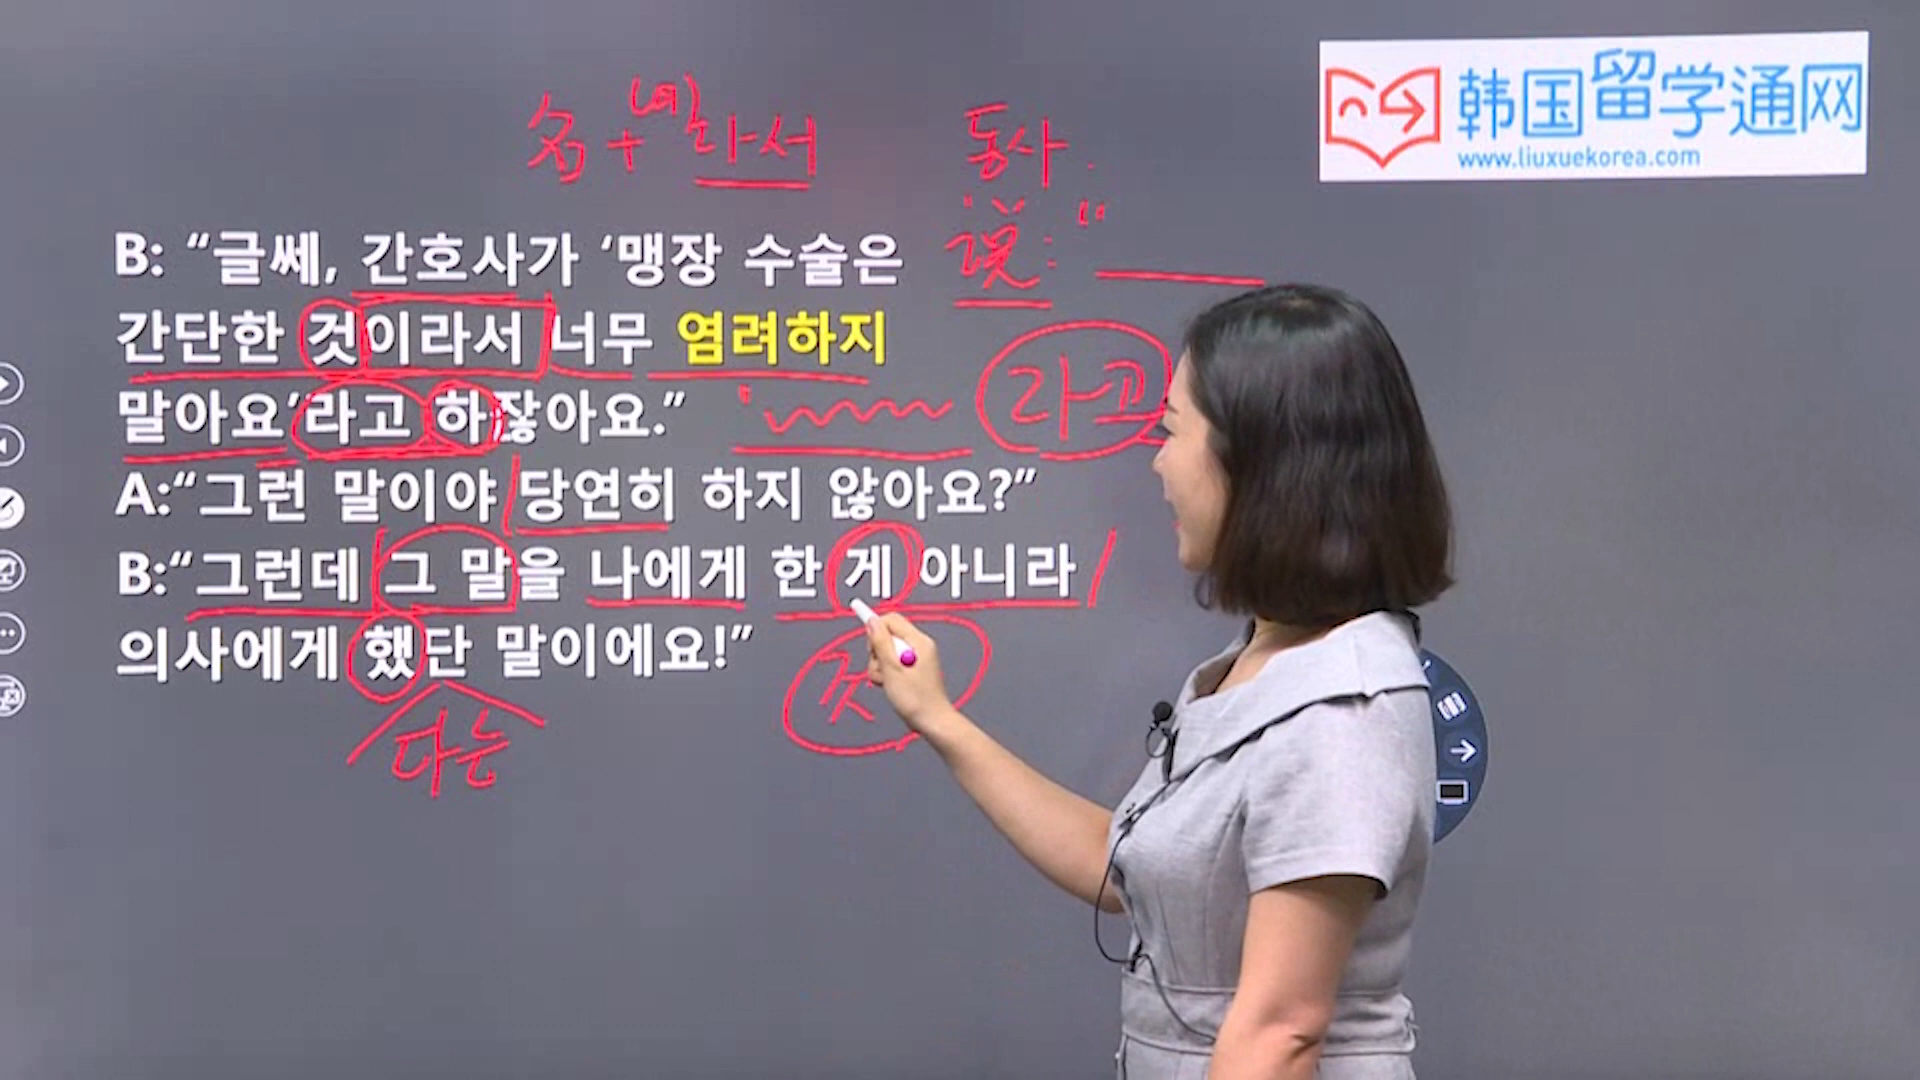 韩国留学通网
www.liuxuekorea.com
名+(이)라서
동사
说: "
B: “글쎄, 간호사가 ‘맹장 수술은
간단한 것이라서 너무 염려하지
말아요’라고 하잖아요.”
라고
A:“그런 말이야 당연히 하지 않아요?”
B:“그런데 그 말을 나에게 한 게 아니라
의사에게 했단 말이에요!”
것
다는